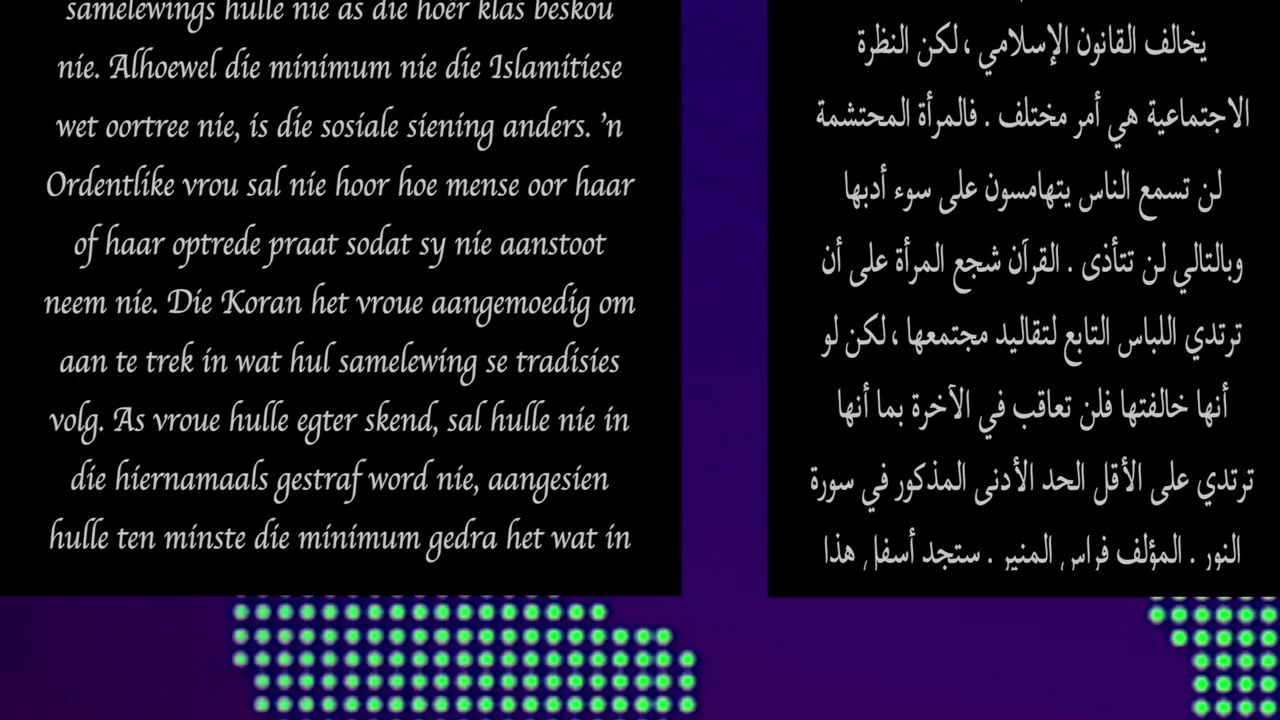 samelewings hulle nie as die hoër klas beskou
nie. Alhoewel die minimum nie die Islamitiese
wet oortree nie, is die sosiale siening anders. 'n
Ordentlike vrou sal nie hoor hoe mense oor haar
of haar optrede praat sodat sy nie aanstoot
neem nie. Die Koran het vroue aangemoedig om
aan te trek in wat hul samelewing se tradisies
volg. As vroue hulle egter skend, sal hulle nie in
die hiernamaals gestraf word nie, aangesien
hulle ten minste die minimum gedra het wat in
يخالف القانون الإسلامي ، لكن النظرة
الاجتماعية هي أمر مختلف . فالمرأة المحتشمة
لن تسمع الناس يتهامسون على سوء أدبها
وبالتالي لن تتأذى . القرآن شجع المرأة على أن
ترتدي اللباس التابع لتقاليد مجتمعها ، لكن لو
أنها خالفتها فلن تعاقب في الآخرة بما أنها
ترتدي على الأقل الحد الأدنى المذكور في سورة
النور . المؤلف فراس المنير . ستجد أسفل هذا